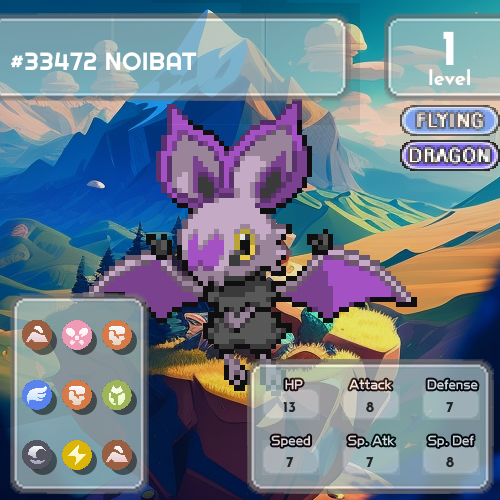 #33472 NOIBAT
1
level
FLYING
DRAGON
HP Attack Defense
13 8 7
Speed Sp. Atk Sp. Def
7 7 8